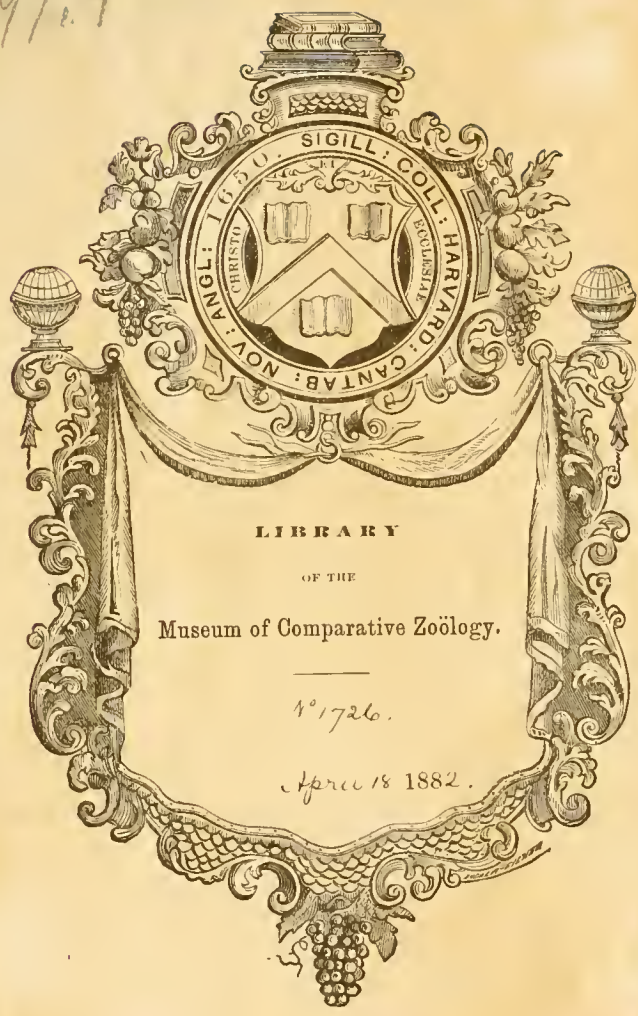 SIGILL: COLL: HARVARD: CANTAB: NOV: ANGL: 1650.
CHRISTO
ET
ECCLESIAE
LIBRARY
OF THE
Museum of Comparative Zoölogy.
Nº 1726.
April 18 1882.